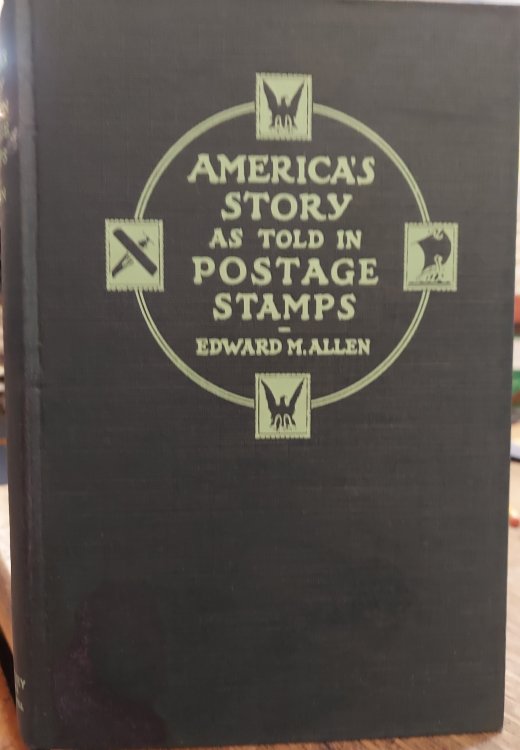 AMERICA'S
STORY
AS TOLD IN
POSTAGE
STAMPS
EDWARD M. ALLEN